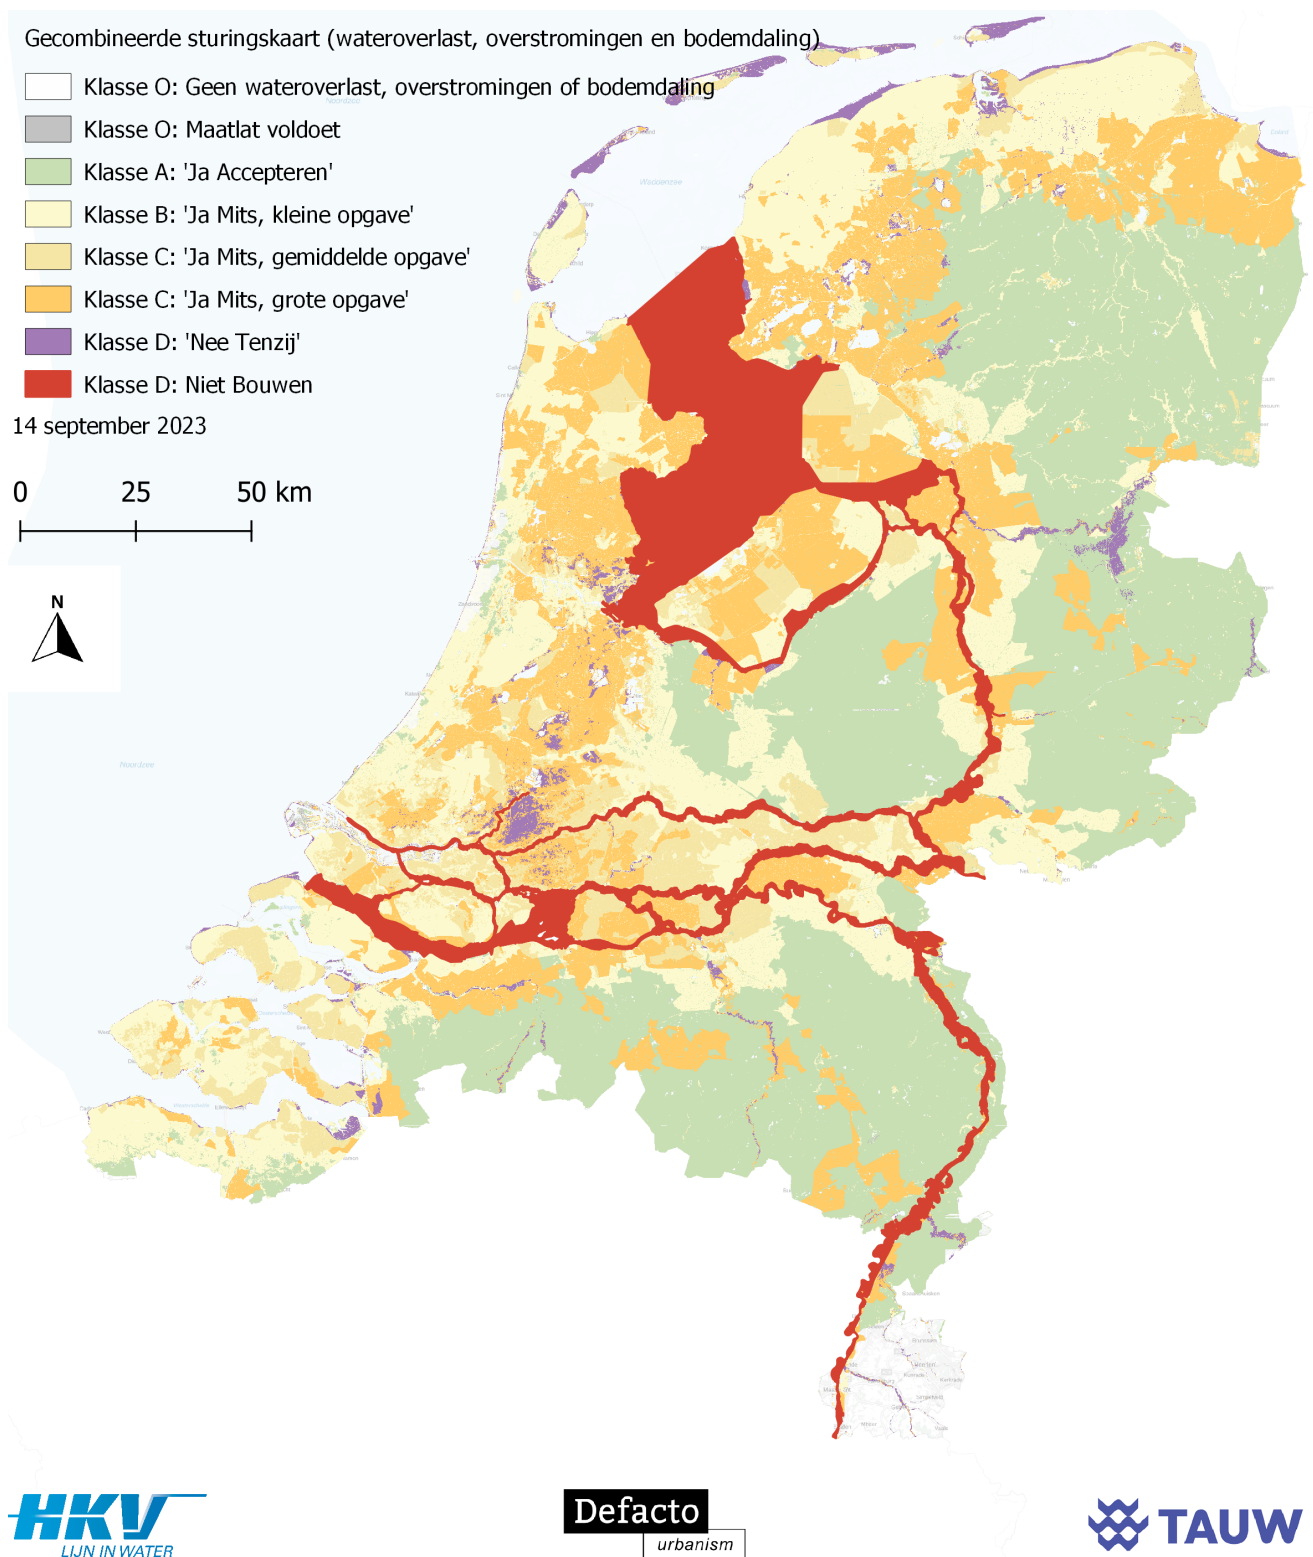 Gecombineerde sturingskaart (wateroverlast, overstromingen en bodemdaling)
Klasse O: Geen wateroverlast, overstromingen of bodemdaling
Klasse O: Maatlat voldoet
Klasse A: 'Ja Accepteren'
Klasse B: 'Ja Mits, kleine opgave'
Klasse C: 'Ja Mits, gemiddelde opgave'
Klasse C: 'Ja Mits, grote opgave'
Klasse D: 'Nee Tenzij'
Klasse D: Niet Bouwen
14 september 2023
0 25 50 km
N
Noordzee
Waddenzee
Noordzee
HKV
LIJN IN WATER
Defacto
urbanism
TAUW